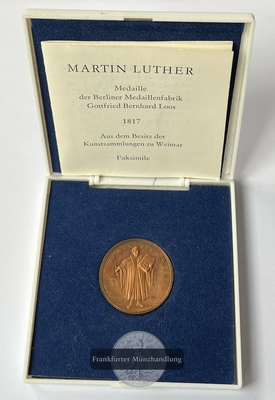 MARTIN LUTHER
Medaille
der Berliner Medaillenfabrik
Gottfried Bernhard Loos
1817
Aus dem Besitz der
Kunstsammlungen zu Weimar
Faksimile
Frankfurter Münzhandlung